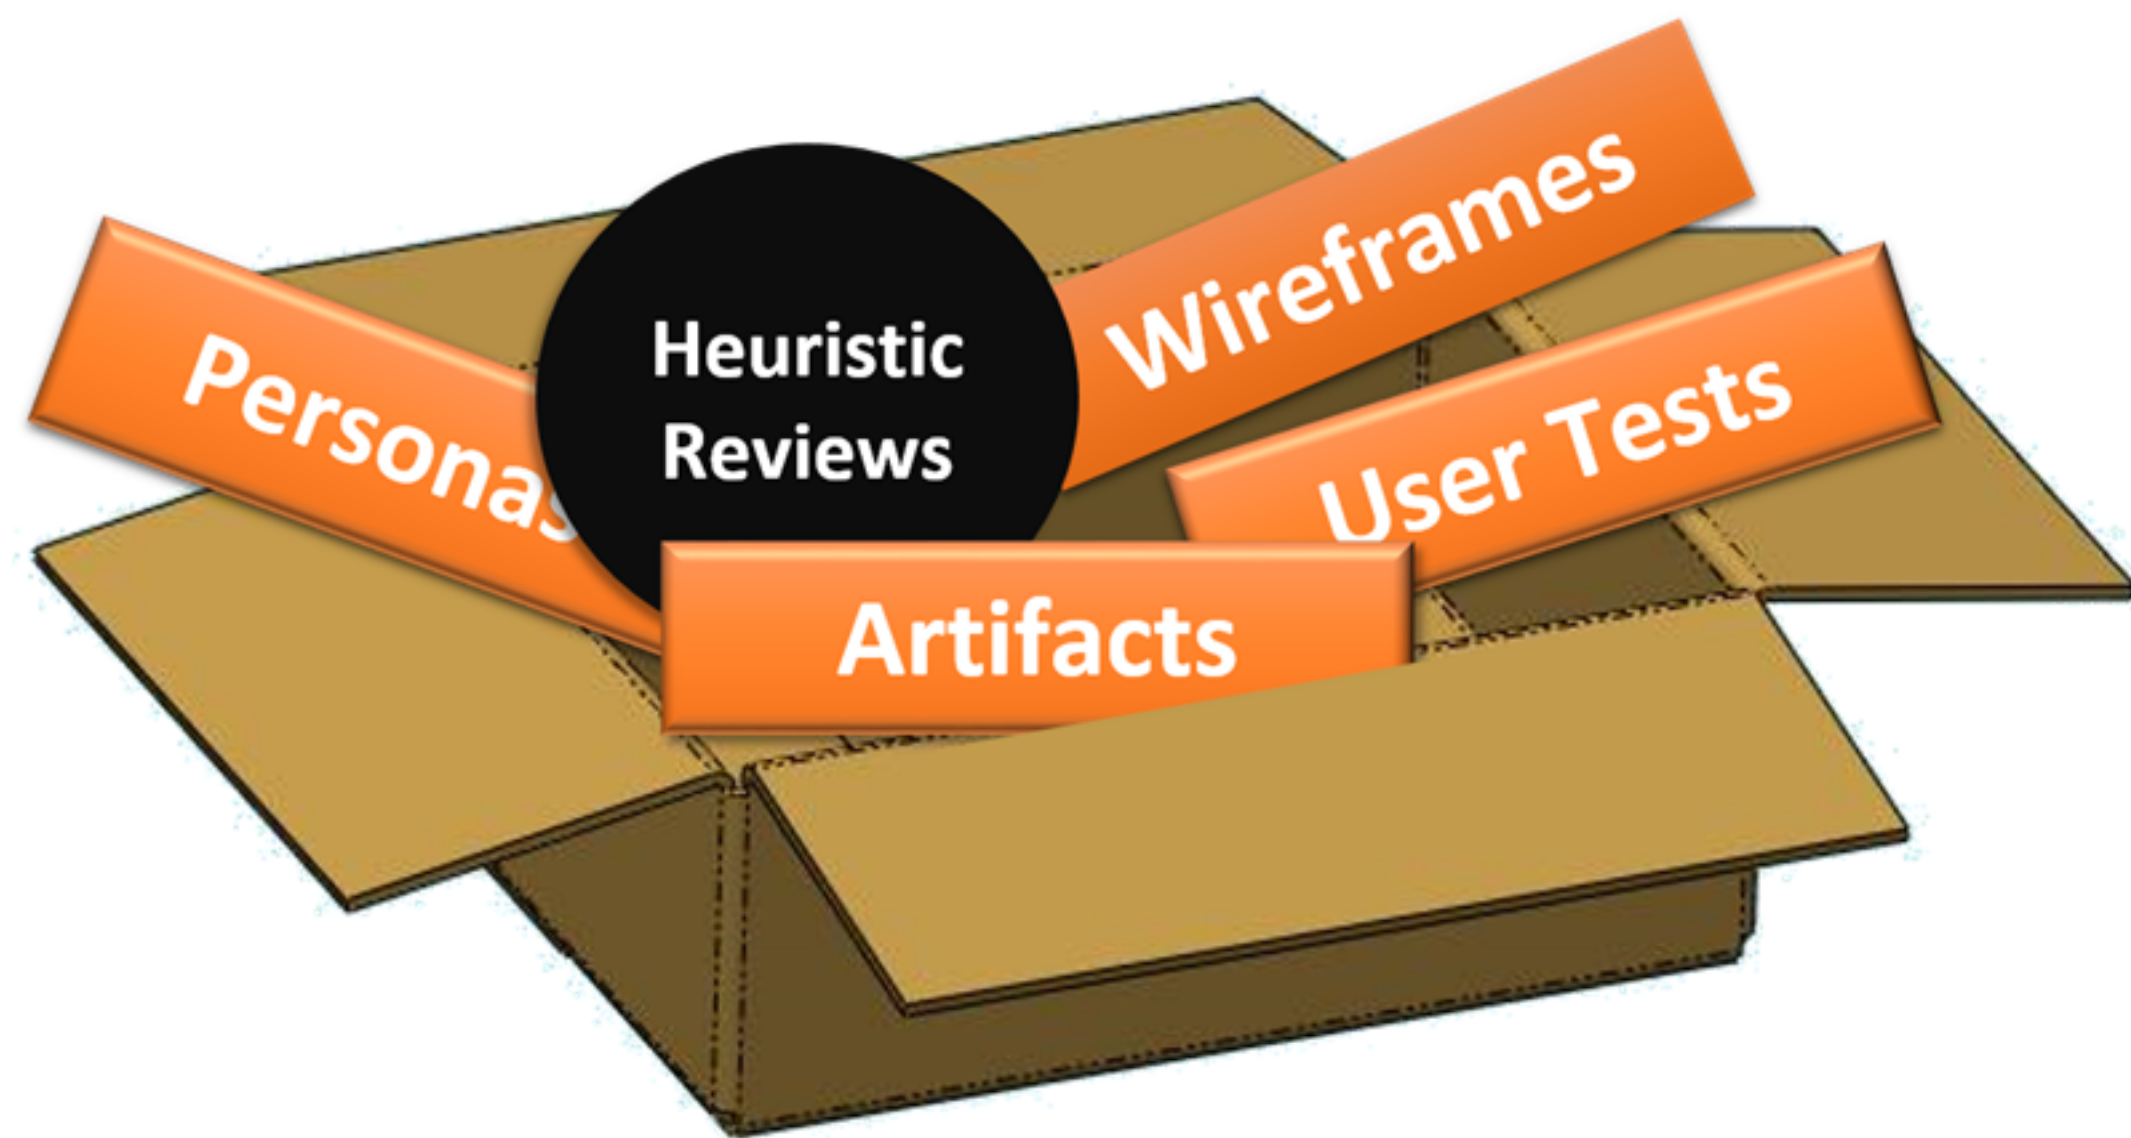 Wireframes
Personas
Heuristic
Reviews
User Tests
Artifacts